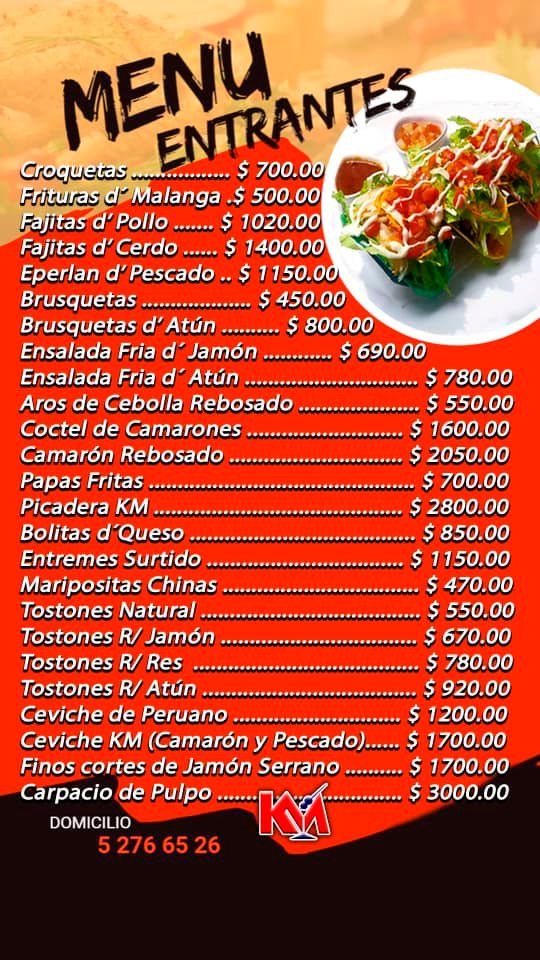 MENU
ENTRANTES
Croquetas ................. $ 700.00
Frituras d´ Malanga .$ 500.00
Fajitas d’ Pollo ....... $ 1020.00
Fajitas d’ Cerdo ...... $ 1400.00
Eperlan d’ Pescado .. $ 1150.00
Brusquetas ................... $ 450.00
Brusquetas d’ Atún .......... $ 800.00
Ensalada Fria d´ Jamón ............ $ 690.00
Ensalada Fria d´ Atún .............................. $ 780.00
Aros de Cebolla Rebosado ..................... $ 550.00
Coctel de Camarones ........................... $ 1600.00
Camarón Rebosado .............................. $ 2050.00
Papas Fritas .............................................. $ 700.00
Picadera KM ................................................ $ 2800.00
Bolitas d´Queso ....................................... $ 850.00
Entremes Surtido .................................. $ 1150.00
Maripositas Chinas .................................. $ 470.00
Tostones Natural ...................................... $ 550.00
Tostones R/ Jamón .................................. $ 670.00
Tostones R/ Res ....................................... $ 780.00
Tostones R/ Atún ..................................... $ 920.00
Ceviche de Peruano ............................. $ 1200.00
Ceviche KM (Camarón y Pescado)...... $ 1700.00
Finos cortes de Jamón Serrano .......... $ 1700.00
Carpacio de Pulpo ................................ $ 3000.00
KM
DOMICILIO
5 276 65 26